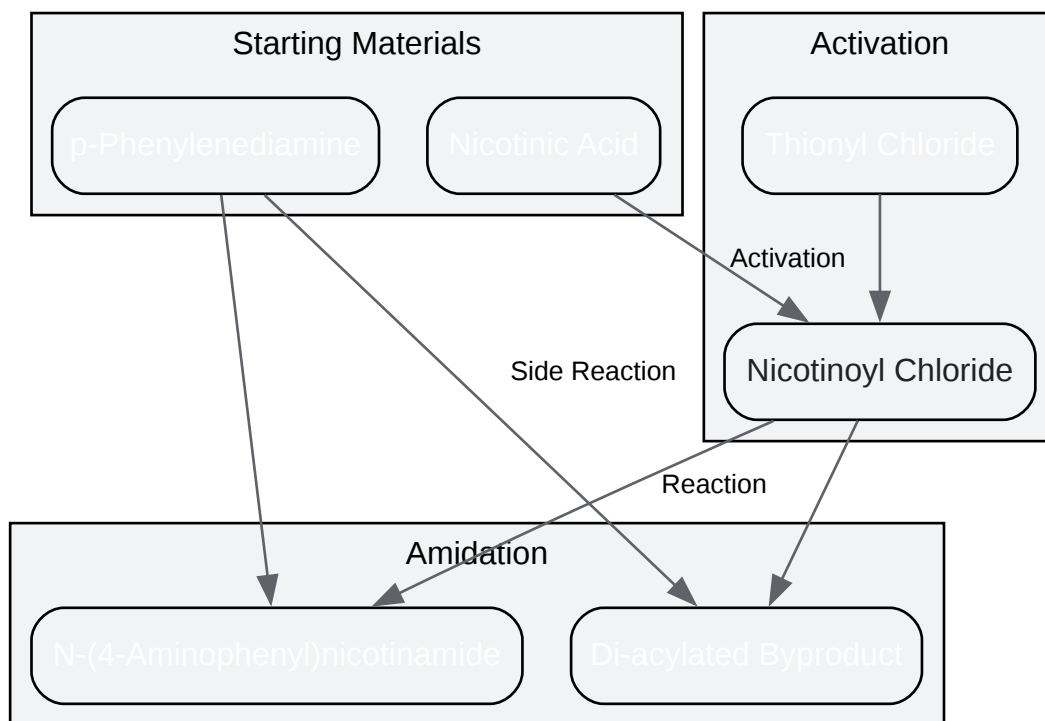 Starting Materials
Activation
p-Phenylenediamine
Nicotinic Acid
Thionyl Chloride
Activation
Nicotinoyl Chloride
Side Reaction
Reaction
Amidation
N-(4-Aminophenyl)nicotinamide
Di-acylated Byproduct